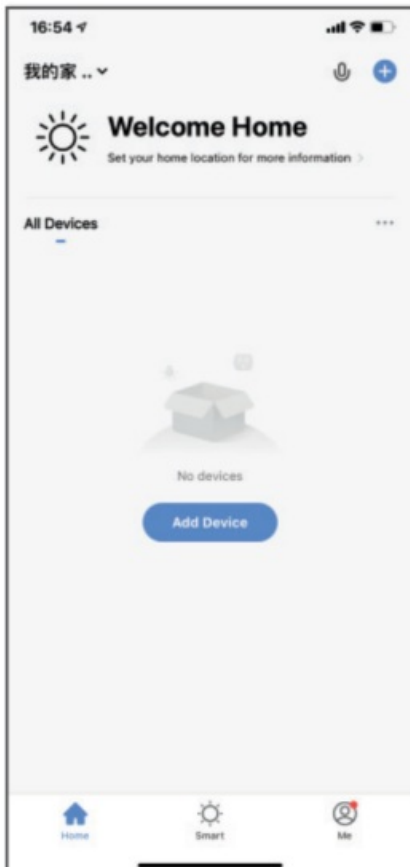 16:54
我的家 ..
Welcome Home
Set your home location for more information >
All Devices
...
No devices
Add Device
Home
Smart
Me